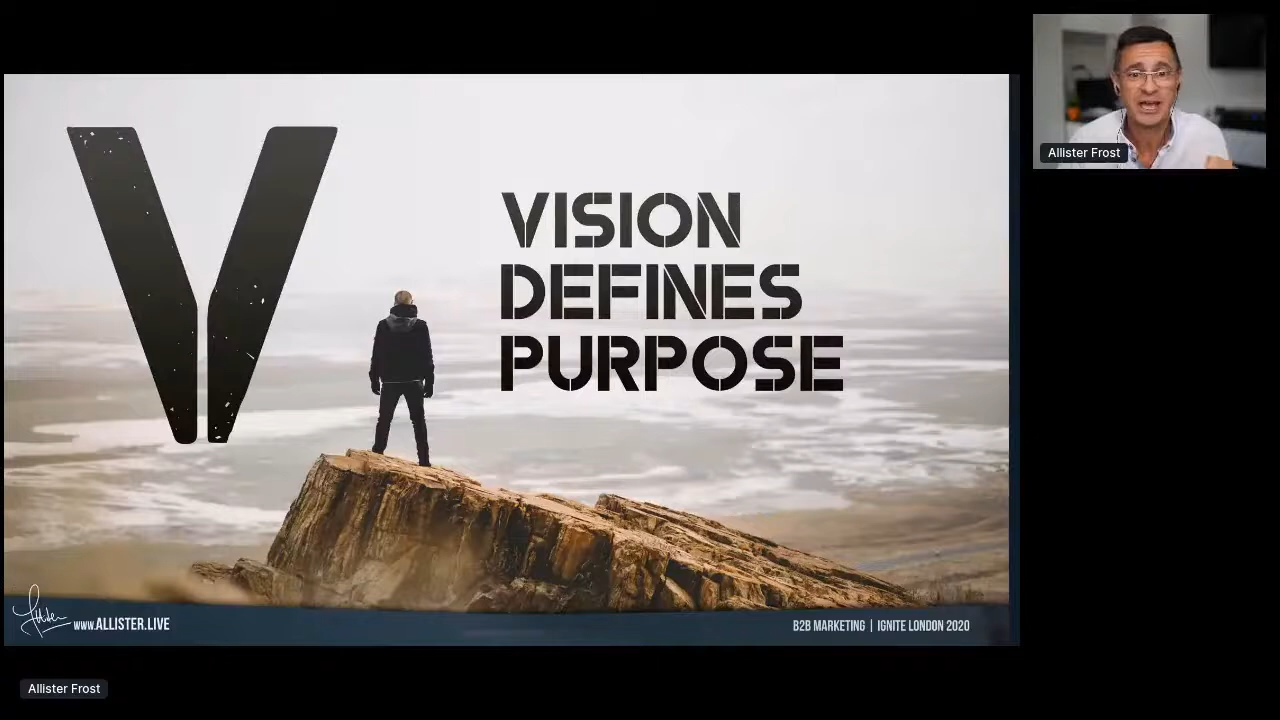 Allister Frost
V
VISION
DEFINES
PURPOSE
www.ALLISTER.LIVE
B2B MARKETING | IGNITE LONDON 2020
Allister Frost